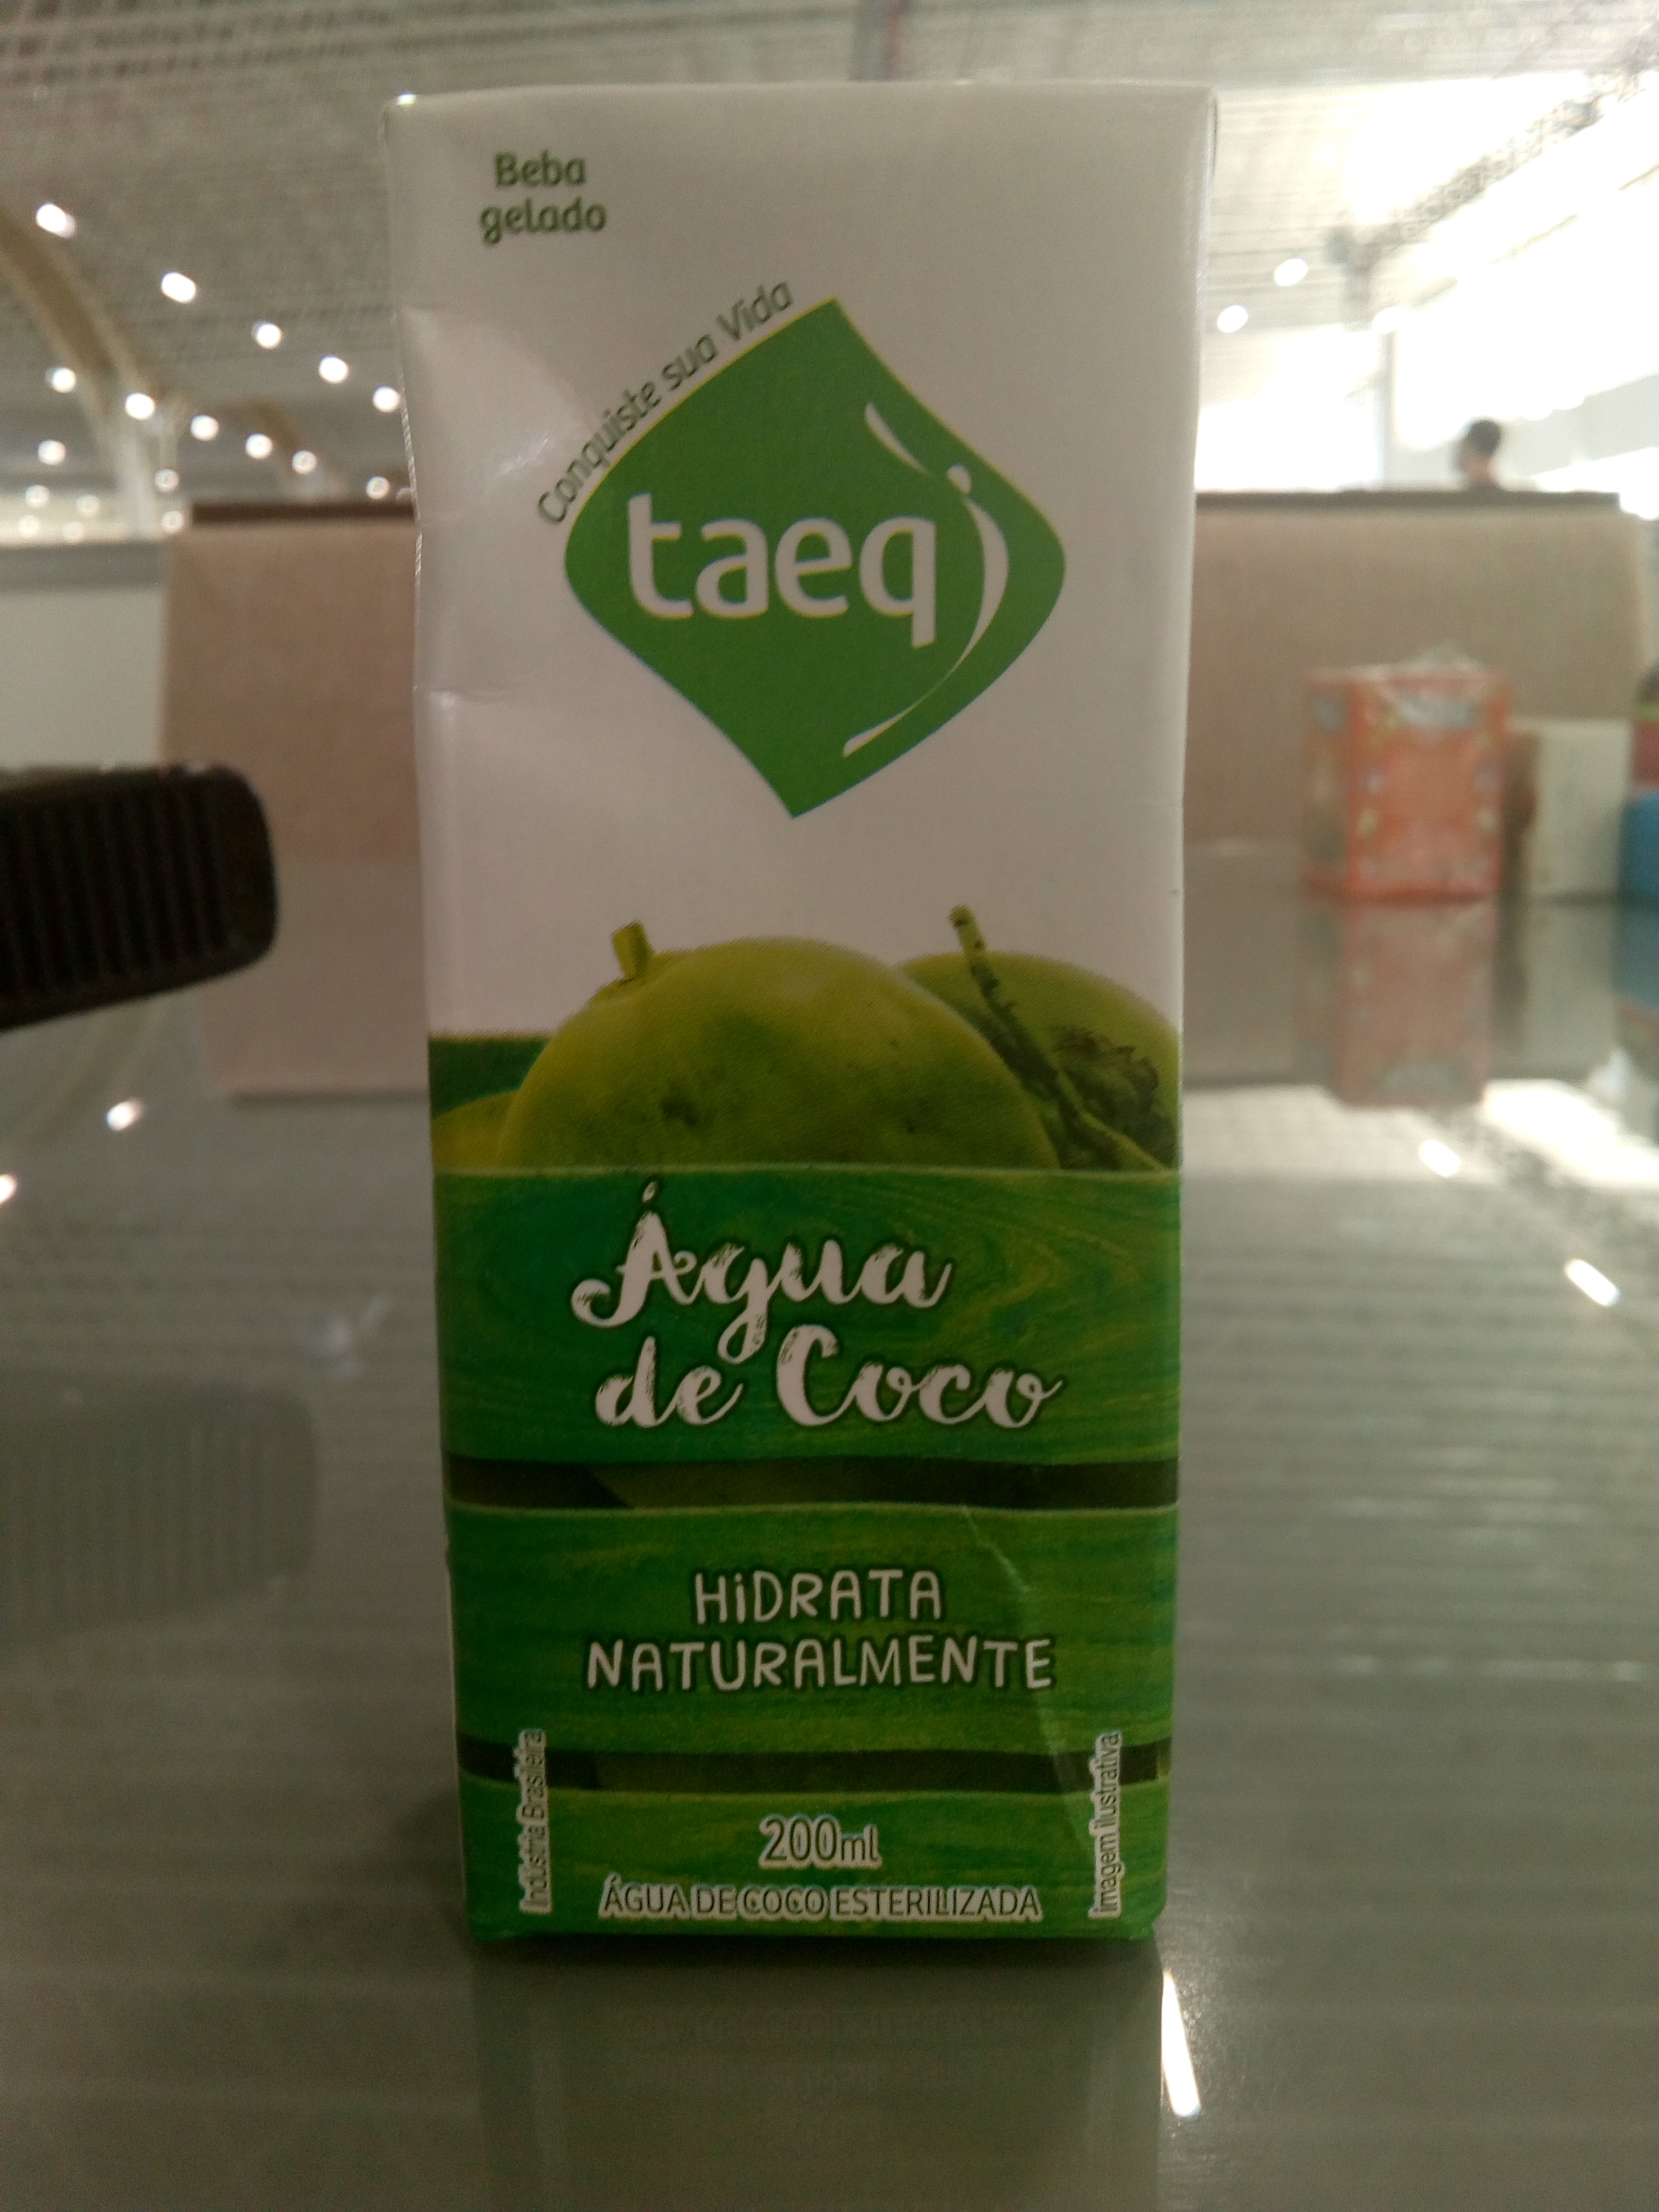 Beba
gelado
Conquiste sua Vida
taeq
Água
de Coco
HiDRATA
NATURALMENTE
Indústria Brasileira
imagem ilustrativa
200ml
ÁGUA DE COCO ESTERILIZADA